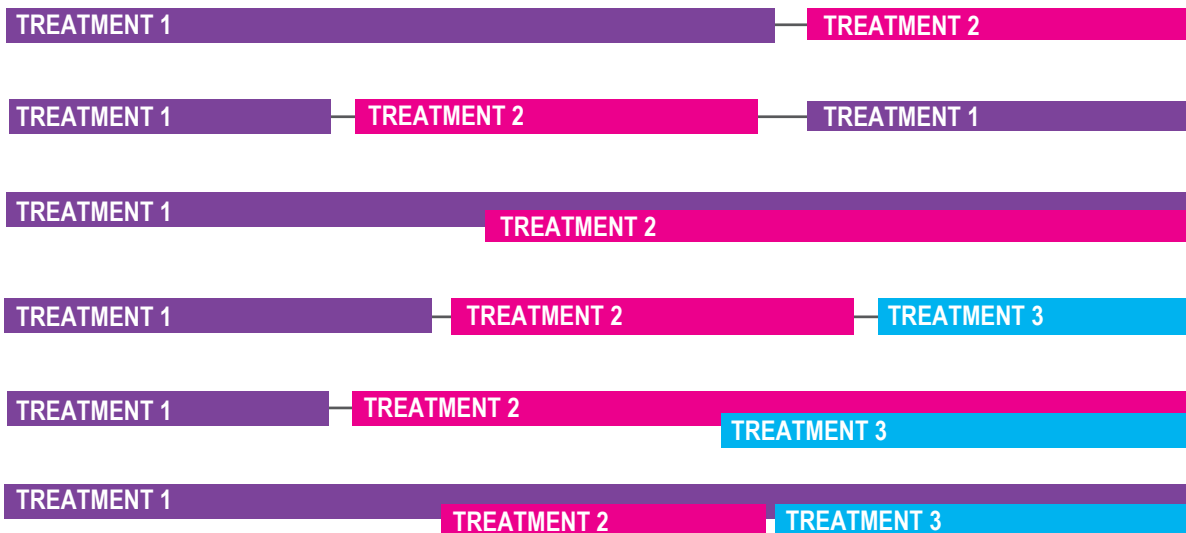 TREATMENT 1 TREATMENT 2
TREATMENT 1 TREATMENT 2 TREATMENT 1
TREATMENT 1
TREATMENT 2
TREATMENT 1 TREATMENT 2 TREATMENT 3
TREATMENT 1 TREATMENT 2
TREATMENT 3
TREATMENT 1
TREATMENT 2 TREATMENT 3